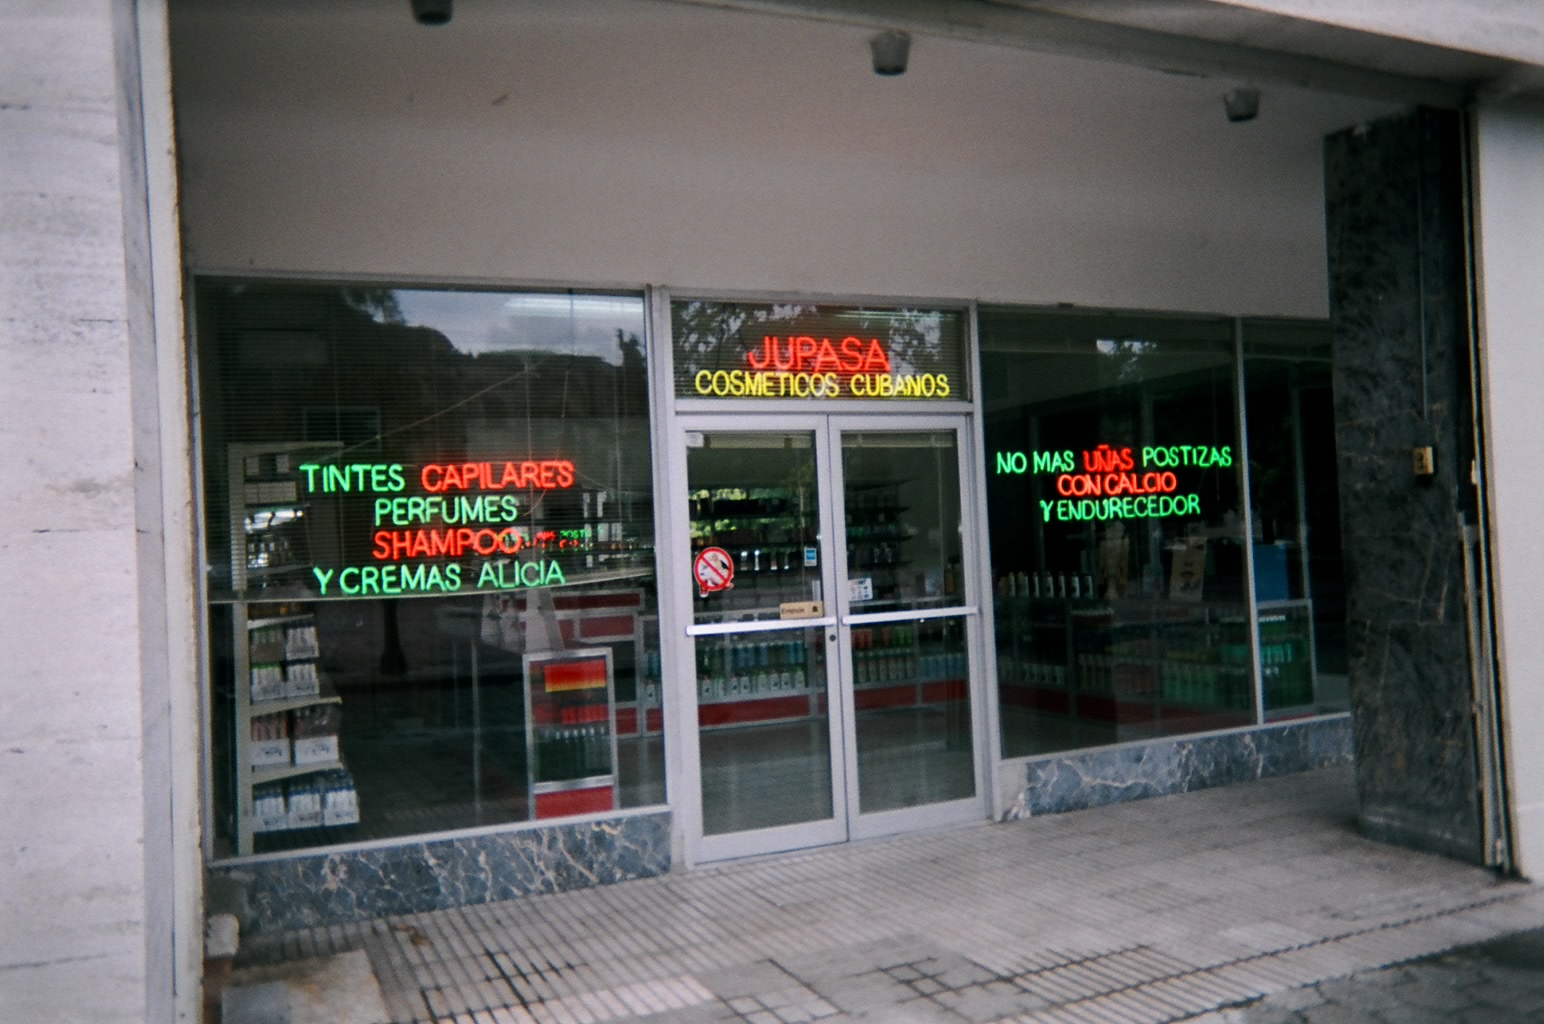 JUPASA
COSMETICOS CUBANOS
TINTES CAPILARES
PERFUMES
SHAMPOO
Y CREMAS ALICIA
NO MAS UÑAS POSTIZAS
CON CALCIO
Y ENDURECEDOR